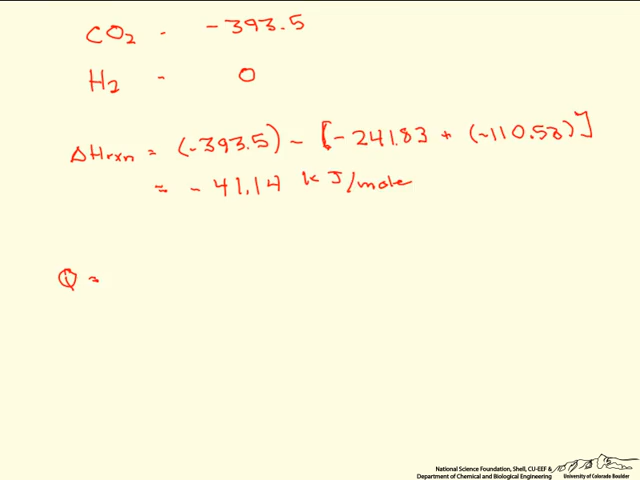 CO₂ - -393.5
H₂ - 0
ΔHrxn = (-393.5) - [-241.83 + (-110.53)]
= -41.14 kJ/mole
Q =
National Science Foundation, Shell, CU-EEF &
Department of Chemical and Biological Engineering
University of Colorado Boulder